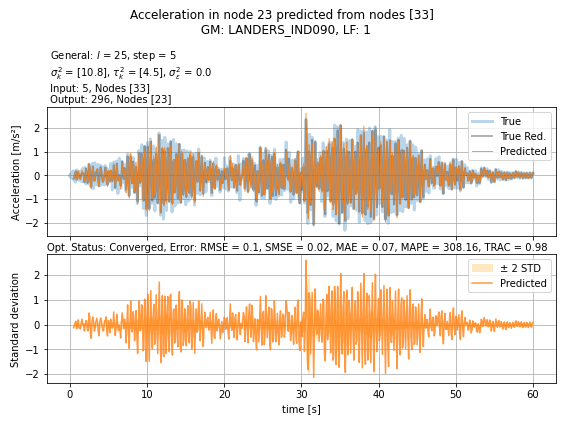 Acceleration in node 23 predicted from nodes [33]
GM: LANDERS_IND090, LF: 1
General: l = 25, step = 5
σ²ₖ = [10.8], τ²ₖ = [4.5], σ²ε = 0.0
Input: 5, Nodes [33]
Output: 296, Nodes [23]
Acceleration [m/s²]
2
1
0
−1
−2
True
True Red.
Predicted
Opt. Status: Converged, Error: RMSE = 0.1, SMSE = 0.02, MAE = 0.07, MAPE = 308.16, TRAC = 0.98
Standard deviation
2
1
0
−1
−2
± 2 STD
Predicted
0 10 20 30 40 50 60
time [s]